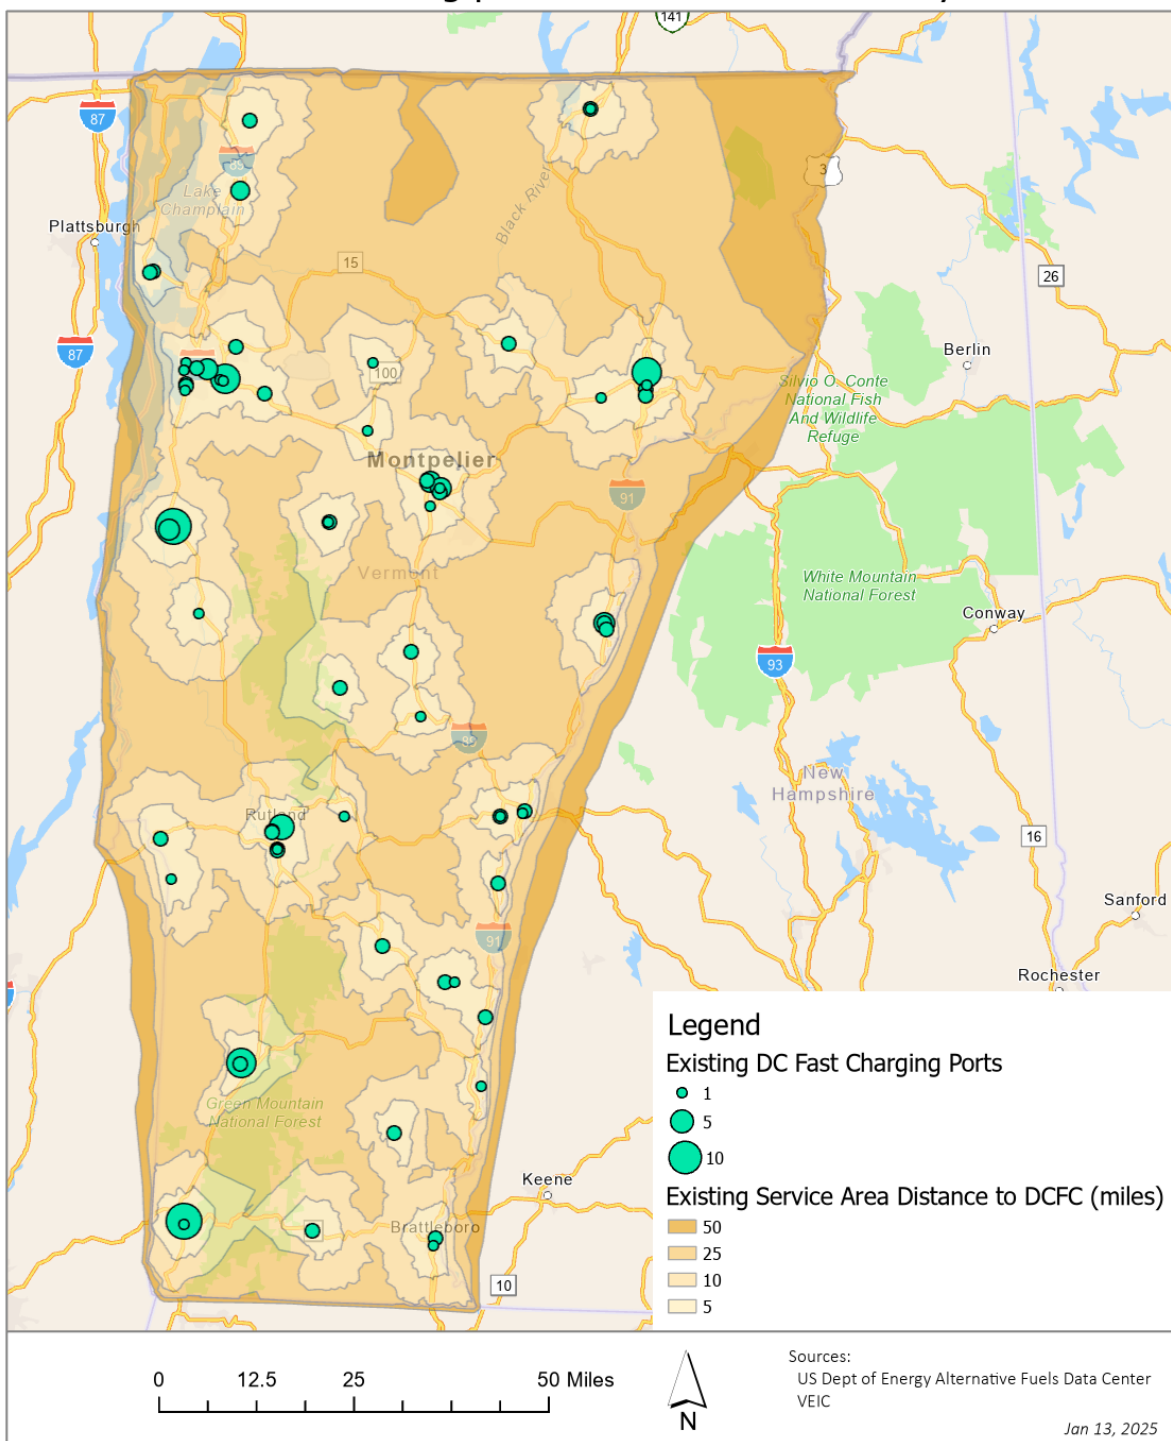 141
87
89
3
Lake
Champlain
Black River
Plattsburgh
15
26
87
Berlin
100
Silvio O. Conte
National Fish
And Wildlife
Refuge
Montpelier
91
Vermont
White Mountain
National Forest
Conway
93
89
New
Hampshire
Rutland
16
Sanford
91
Rochester
Green Mountain
National Forest
Keene
Brattleboro
10
Legend
Existing DC Fast Charging Ports
1
5
10
Existing Service Area Distance to DCFC (miles)
50
25
10
5
0 12.5 25 50 Miles
N
Sources:
US Dept of Energy Alternative Fuels Data Center
VEIC
Jan 13, 2025